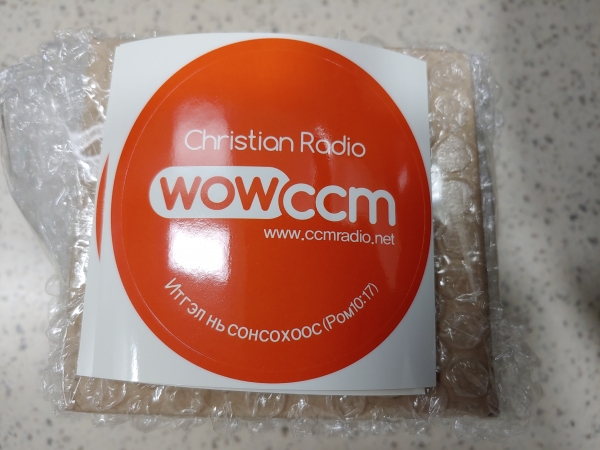 Christian Radio
wowccm
www.ccmradio.net
Итгэл нь сонсохоос (Ром10:17)